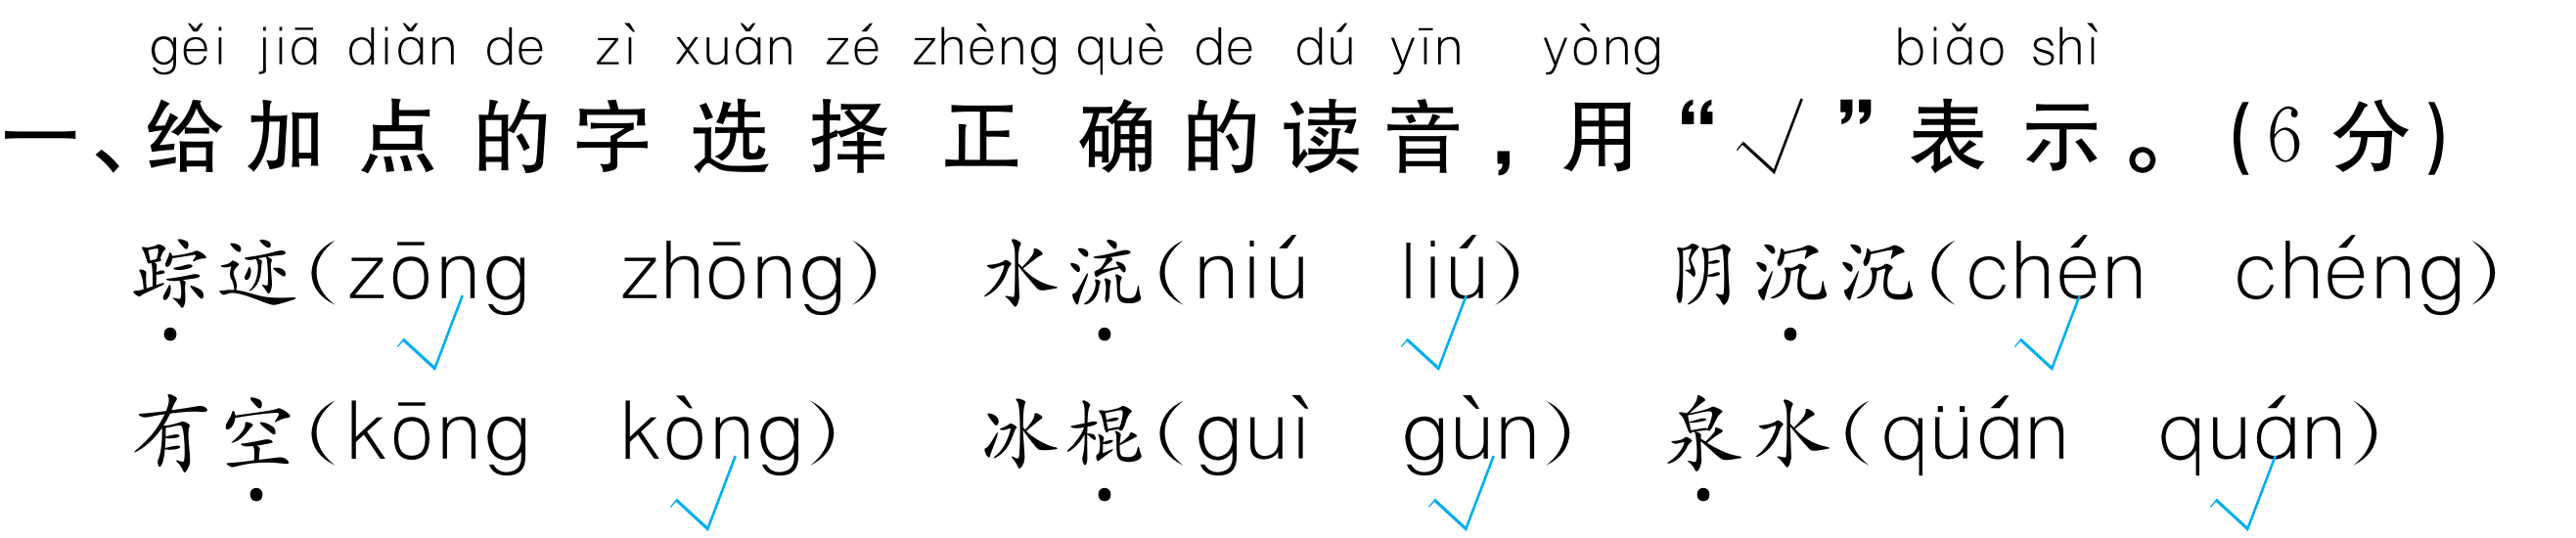 gěi jiā diǎn de zì xuǎn zé zhèng què de dú yīn yòng biǎo shì
一、给加点的字选择正确的读音，用“√”表示。(6分)
踪迹(zōng zhōng) 水流(niú liú) 阴沉沉(chén chéng)
√ √ √
有空(kōng kòng) 冰棍(guì gùn) 泉水(qüán quán)
√ √ √